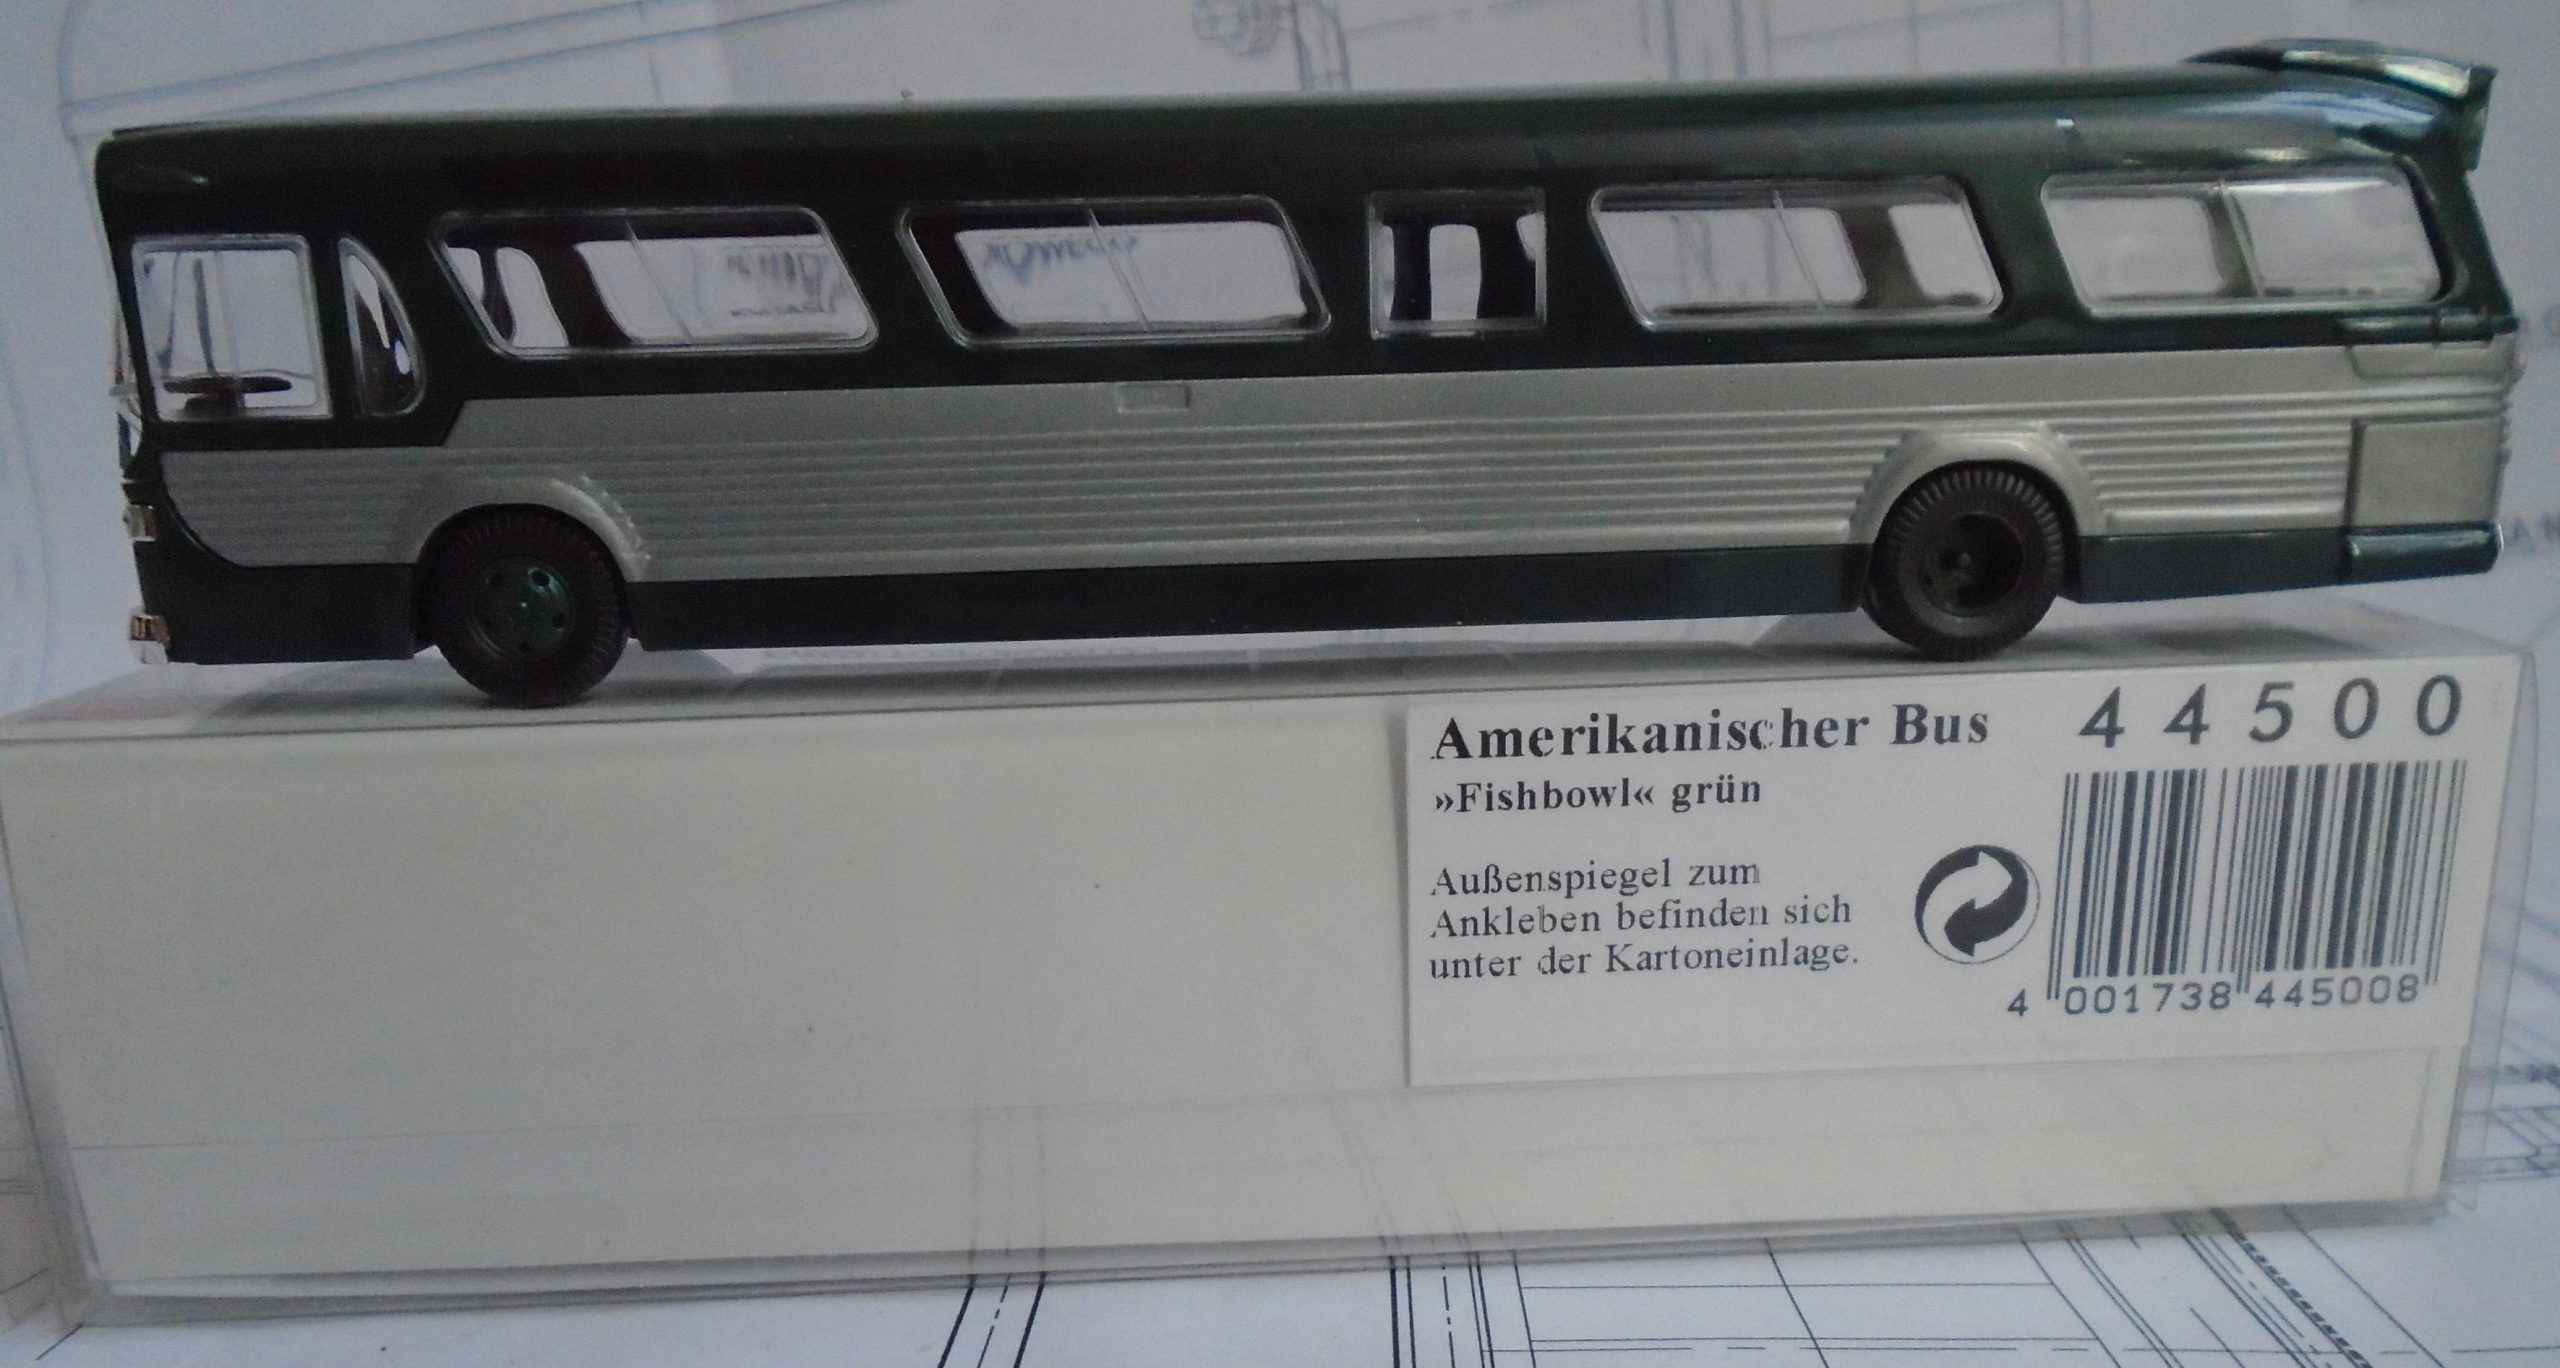 Amerikanischer Bus
44500
»Fishbowl« grün
Außenspiegel zum
Ankleben befinden sich
unter der Kartoneinlage.
4 001738 445008